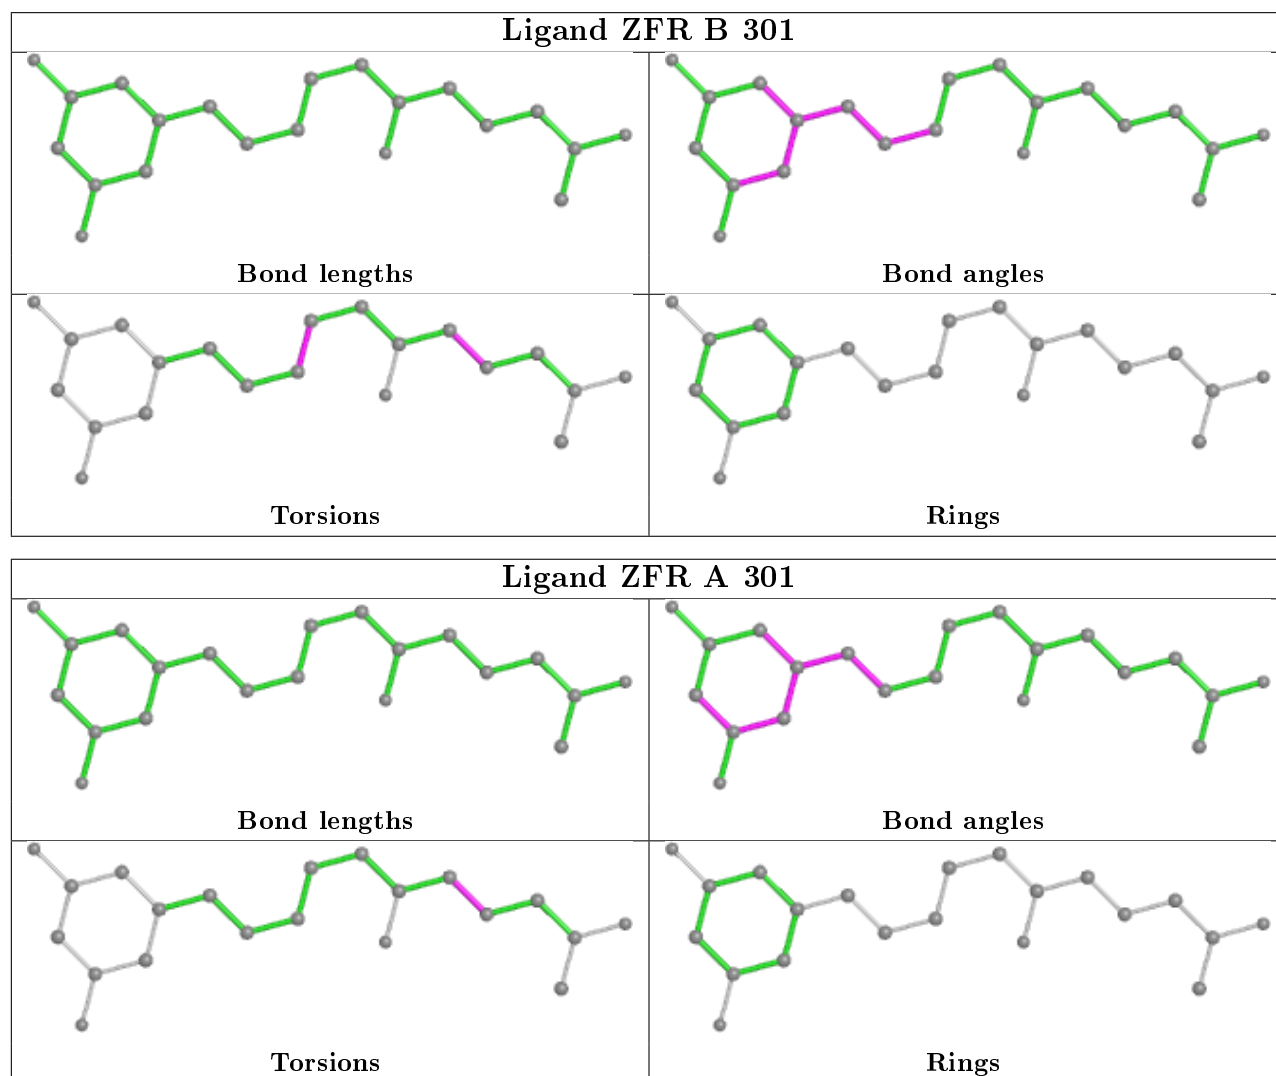 Ligand ZFR B 301
Bond lengths
Bond angles
Torsions
Rings
Ligand ZFR A 301
Bond lengths
Bond angles
Torsions
Rings